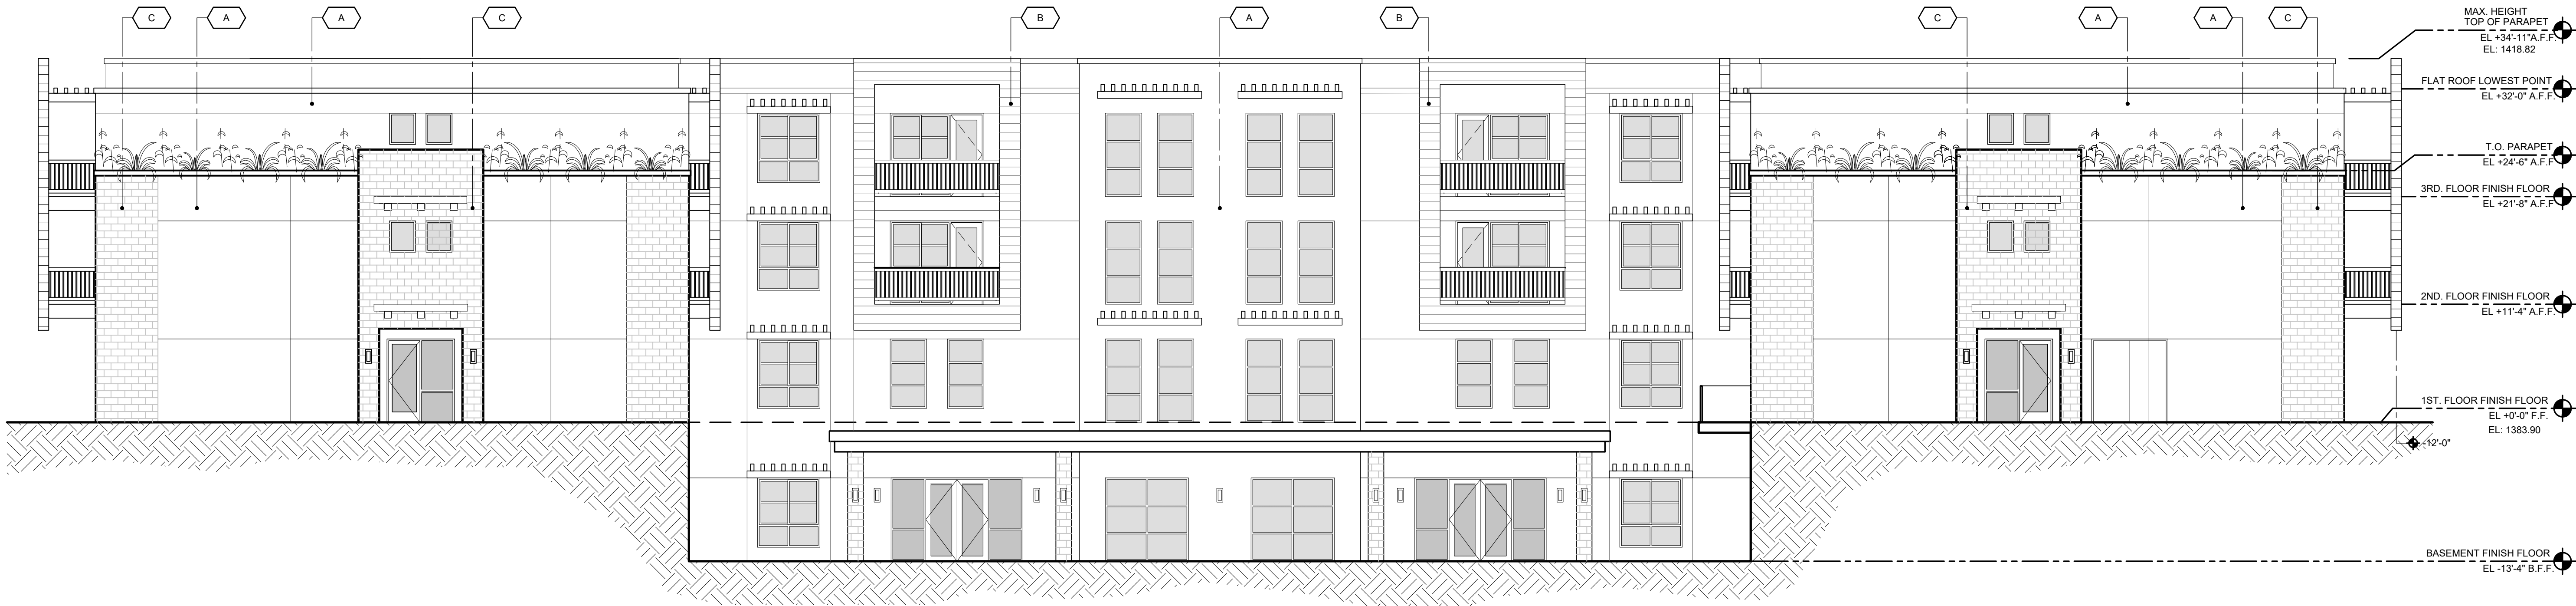 C
A
A
C
B
A
B
C
A
A
C
MAX. HEIGHT
TOP OF PARAPET
EL +34'-11"A.F.F.
EL: 1418.82
FLAT ROOF LOWEST POINT
EL +32'-0" A.F.F.
T.O. PARAPET
EL +24'-6" A.F.F
3RD. FLOOR FINISH FLOOR
EL +21'-8" A.F.F
2ND. FLOOR FINISH FLOOR
EL +11'-4" A.F.F.
1ST. FLOOR FINISH FLOOR
EL +0'-0" F.F.
EL: 1383.90
-12'-0"
BASEMENT FINISH FLOOR
EL -13'-4" B.F.F.